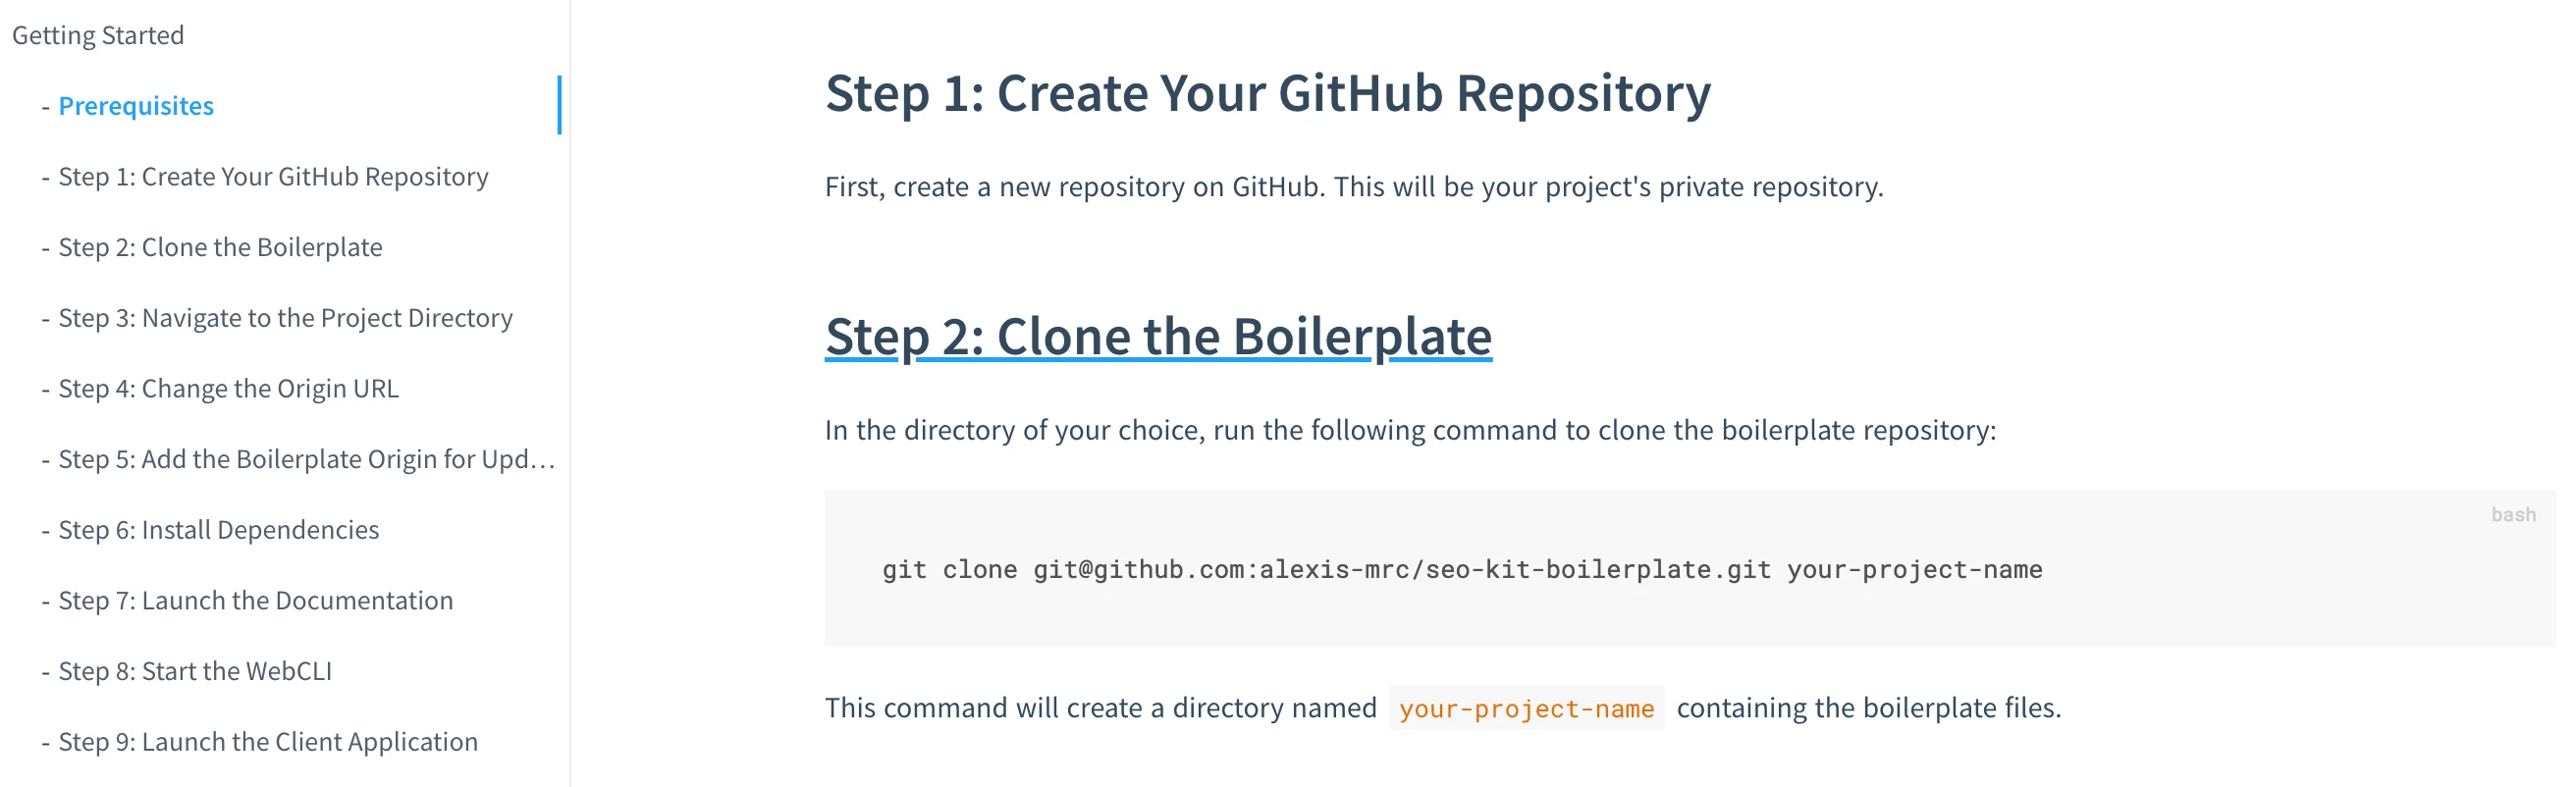 Getting Started
- Prerequisites
- Step 1: Create Your GitHub Repository
- Step 2: Clone the Boilerplate
- Step 3: Navigate to the Project Directory
- Step 4: Change the Origin URL
- Step 5: Add the Boilerplate Origin for Upd…
- Step 6: Install Dependencies
- Step 7: Launch the Documentation
- Step 8: Start the WebCLI
- Step 9: Launch the Client Application
Step 1: Create Your GitHub Repository
First, create a new repository on GitHub. This will be your project's private repository.
Step 2: Clone the Boilerplate
In the directory of your choice, run the following command to clone the boilerplate repository:
bash
git clone git@github.com:alexis-mrc/seo-kit-boilerplate.git your-project-name
This command will create a directory named your-project-name containing the boilerplate files.